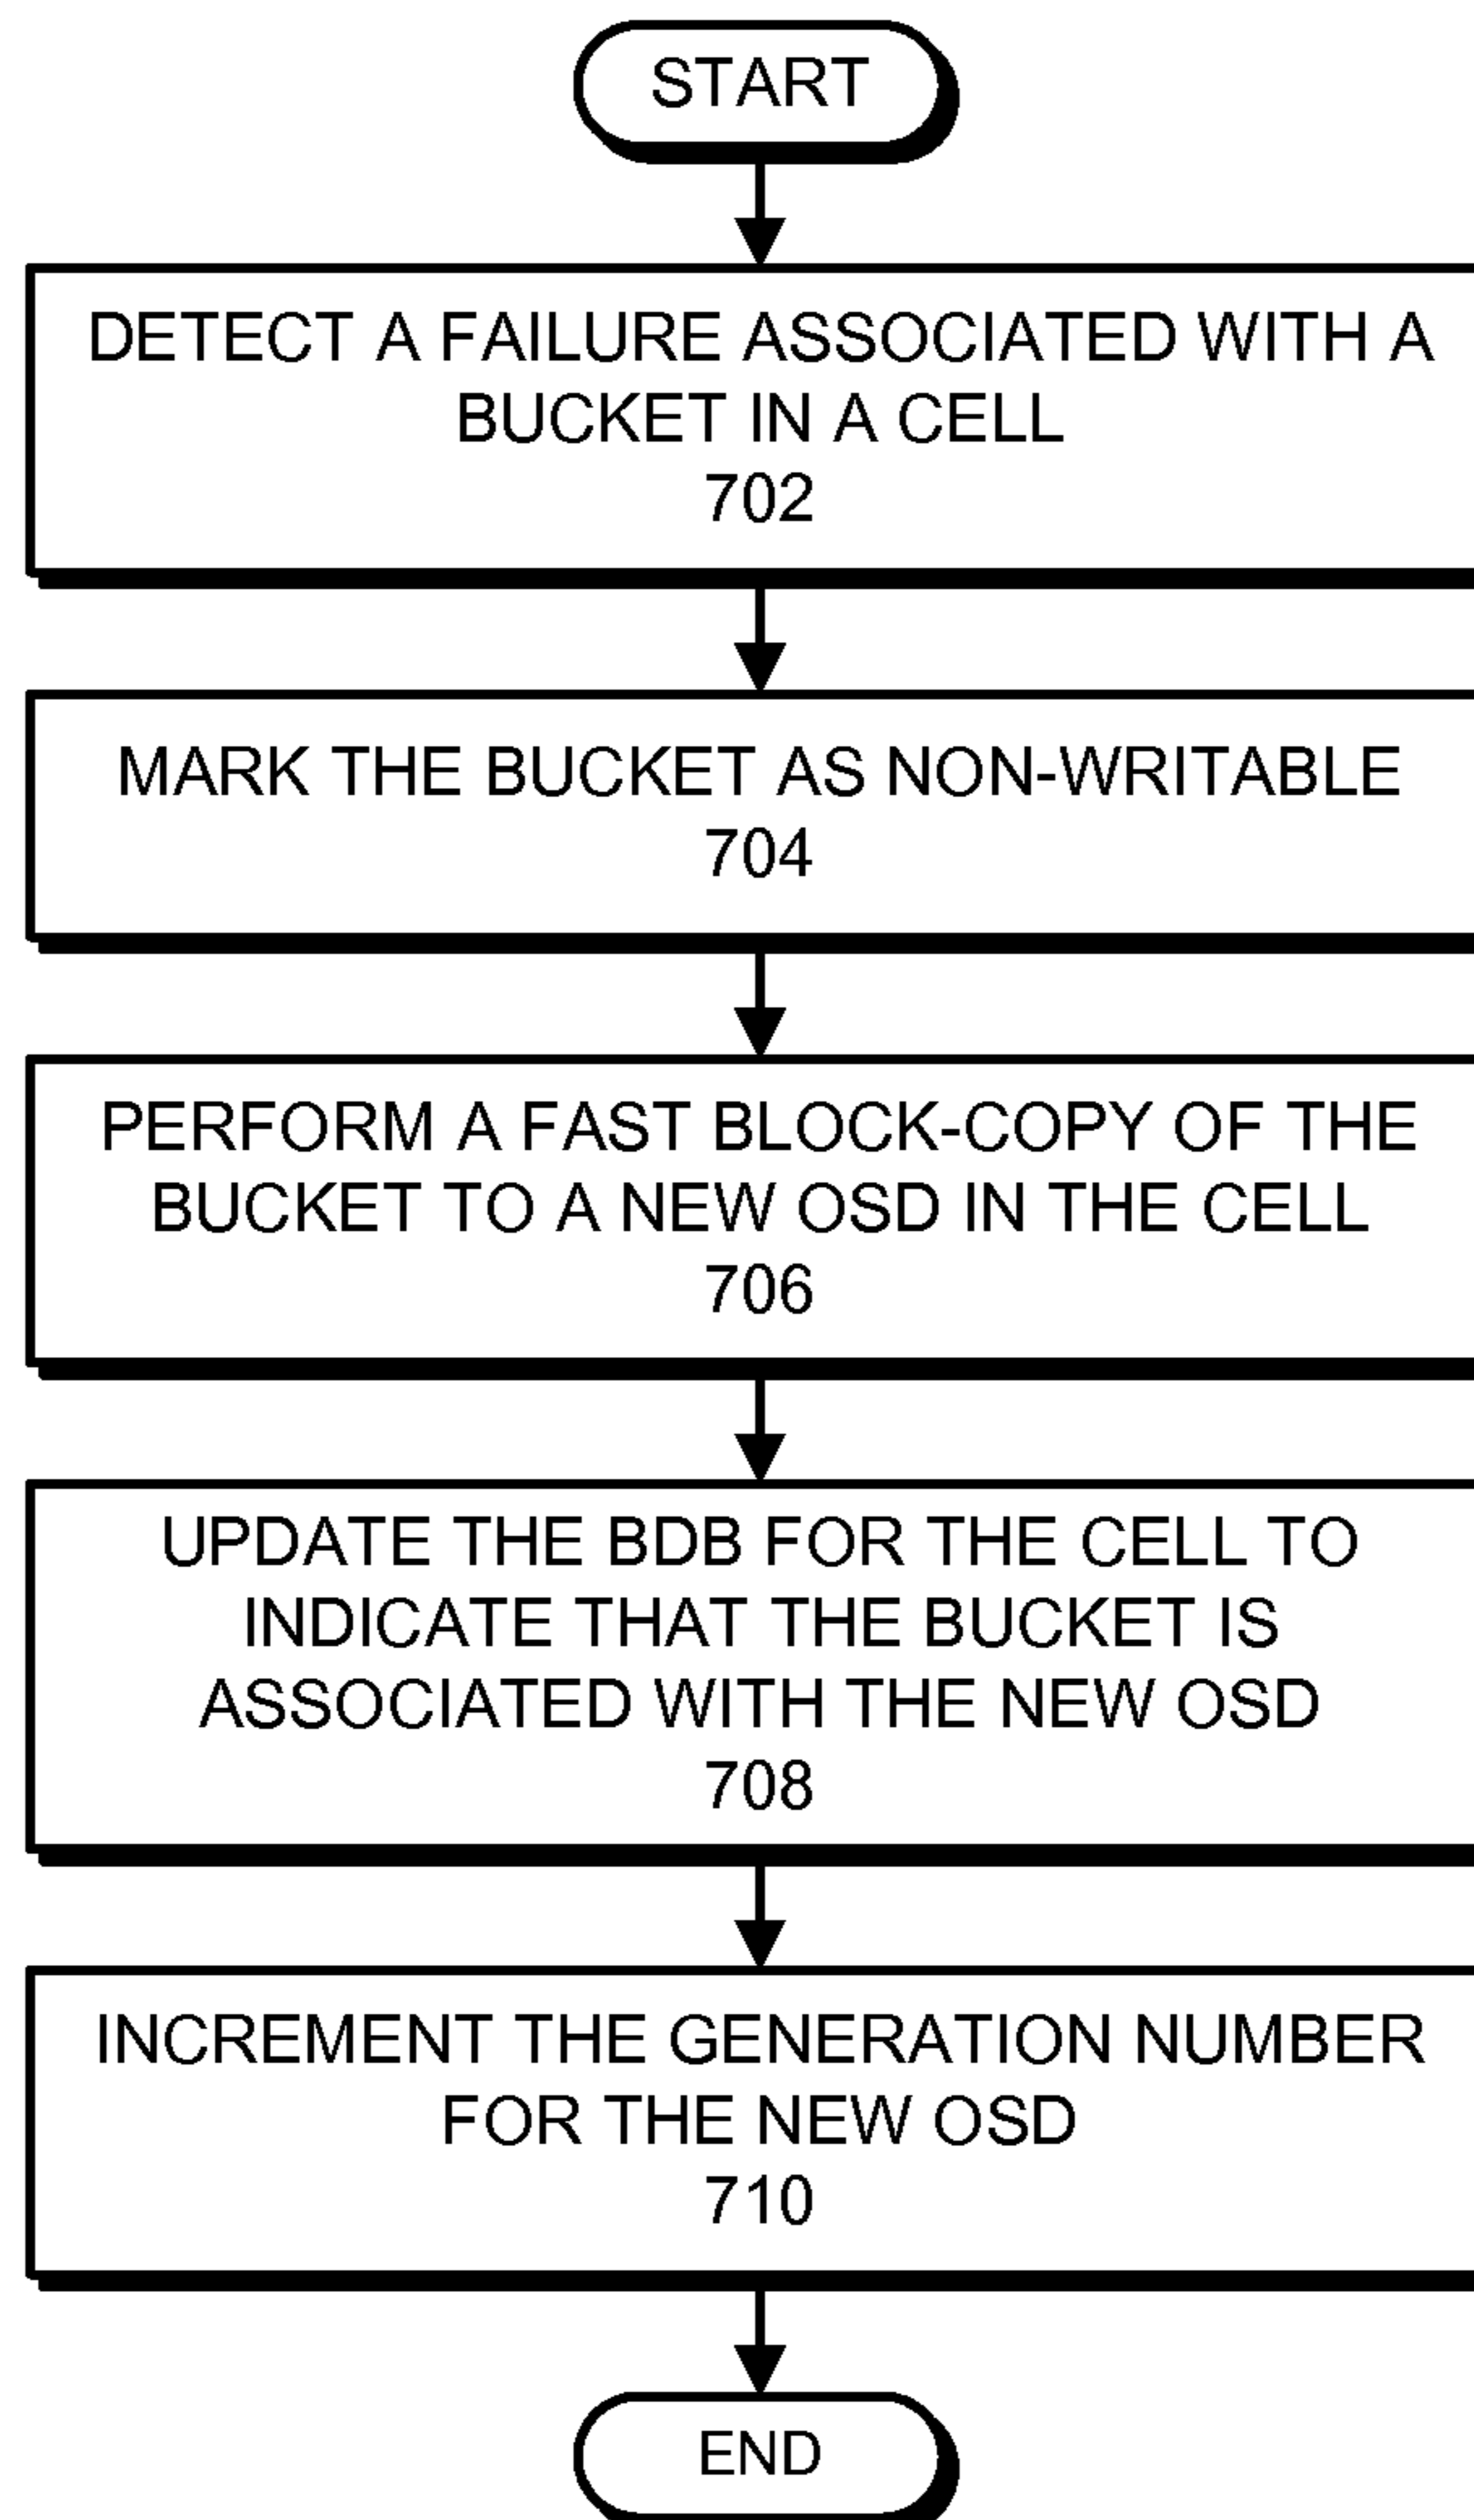 START
DETECT A FAILURE ASSOCIATED WITH A
BUCKET IN A CELL
702
MARK THE BUCKET AS NON-WRITABLE
704
PERFORM A FAST BLOCK-COPY OF THE
BUCKET TO A NEW OSD IN THE CELL
706
UPDATE THE BDB FOR THE CELL TO
INDICATE THAT THE BUCKET IS
ASSOCIATED WITH THE NEW OSD
708
INCREMENT THE GENERATION NUMBER
FOR THE NEW OSD
710
END